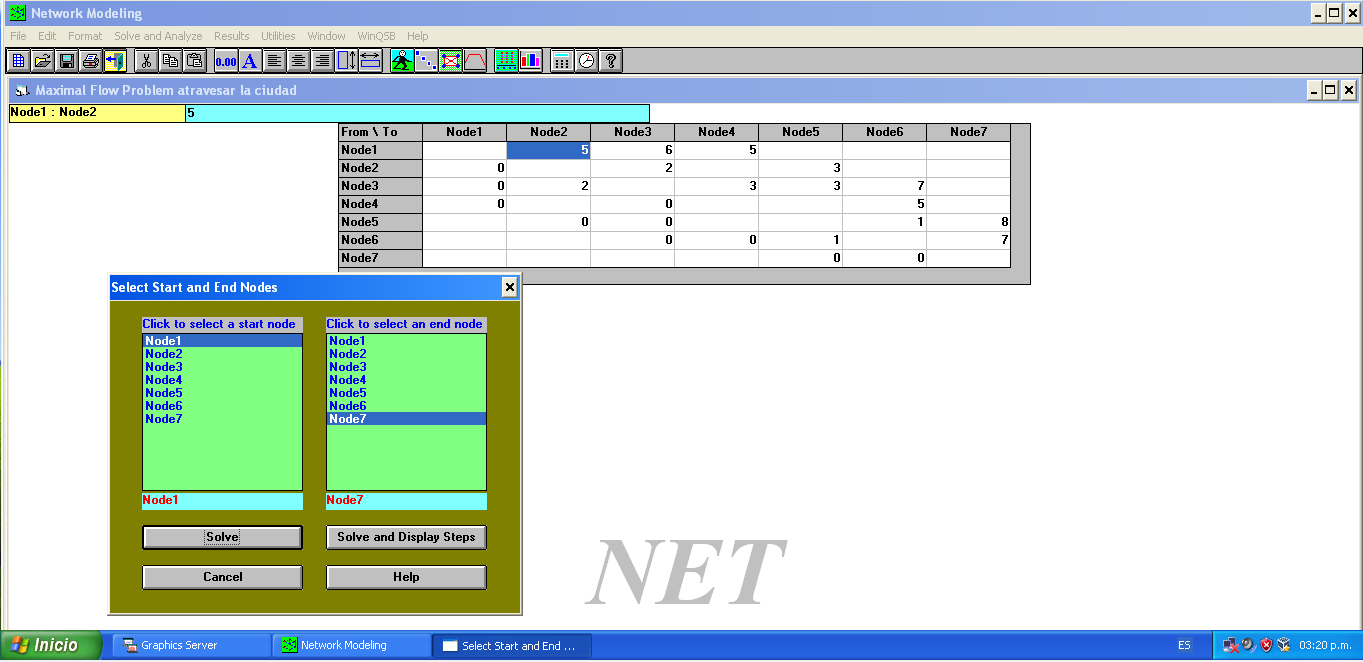 Network Modeling
File Edit Format Solve and Analyze Results Utilities Window WinQSB Help
0.00 A ?
Maximal Flow Problem atravesar la ciudad
Node1 : Node2 5
From \ To Node1 Node2 Node3 Node4 Node5 Node6 Node7
Node1 5 6 5
Node2 0 2 3
Node3 0 2 3 3 7
Node4 0 0 5
Node5 0 0 1 8
Node6 0 0 1 7
Node7 0 0
Select Start and End Nodes
Click to select a start node Click to select an end node
Node1 Node1
Node2 Node2
Node3 Node3
Node4 Node4
Node5 Node5
Node6 Node6
Node7 Node7
Node1 Node7
Solve Solve and Display Steps
Cancel Help
NET
Inicio Graphics Server Network Modeling Select Start and End ... ES 03:20 p.m.